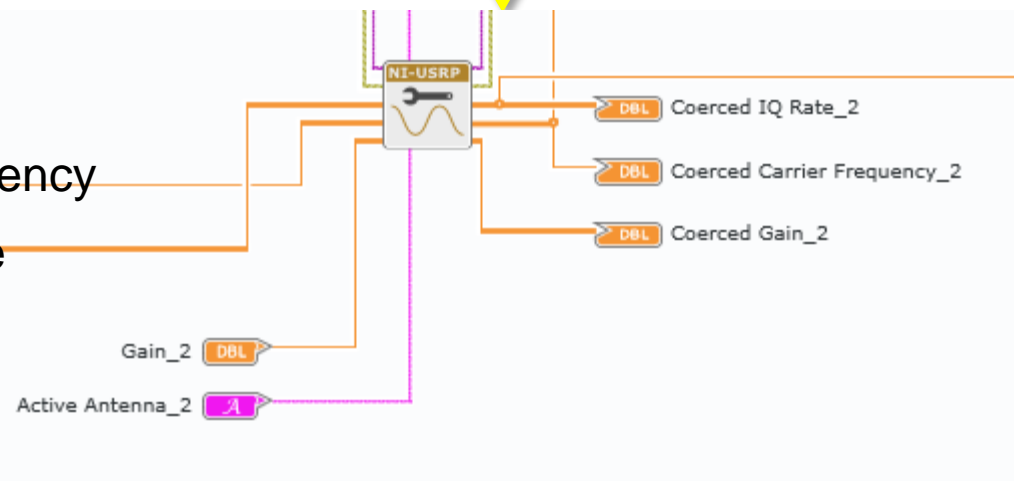 NI-USRP
DBL Coerced IQ Rate_2
DBL Coerced Carrier Frequency_2
ency
DBL Coerced Gain_2
e
Gain_2 DBL
Active Antenna_2 A